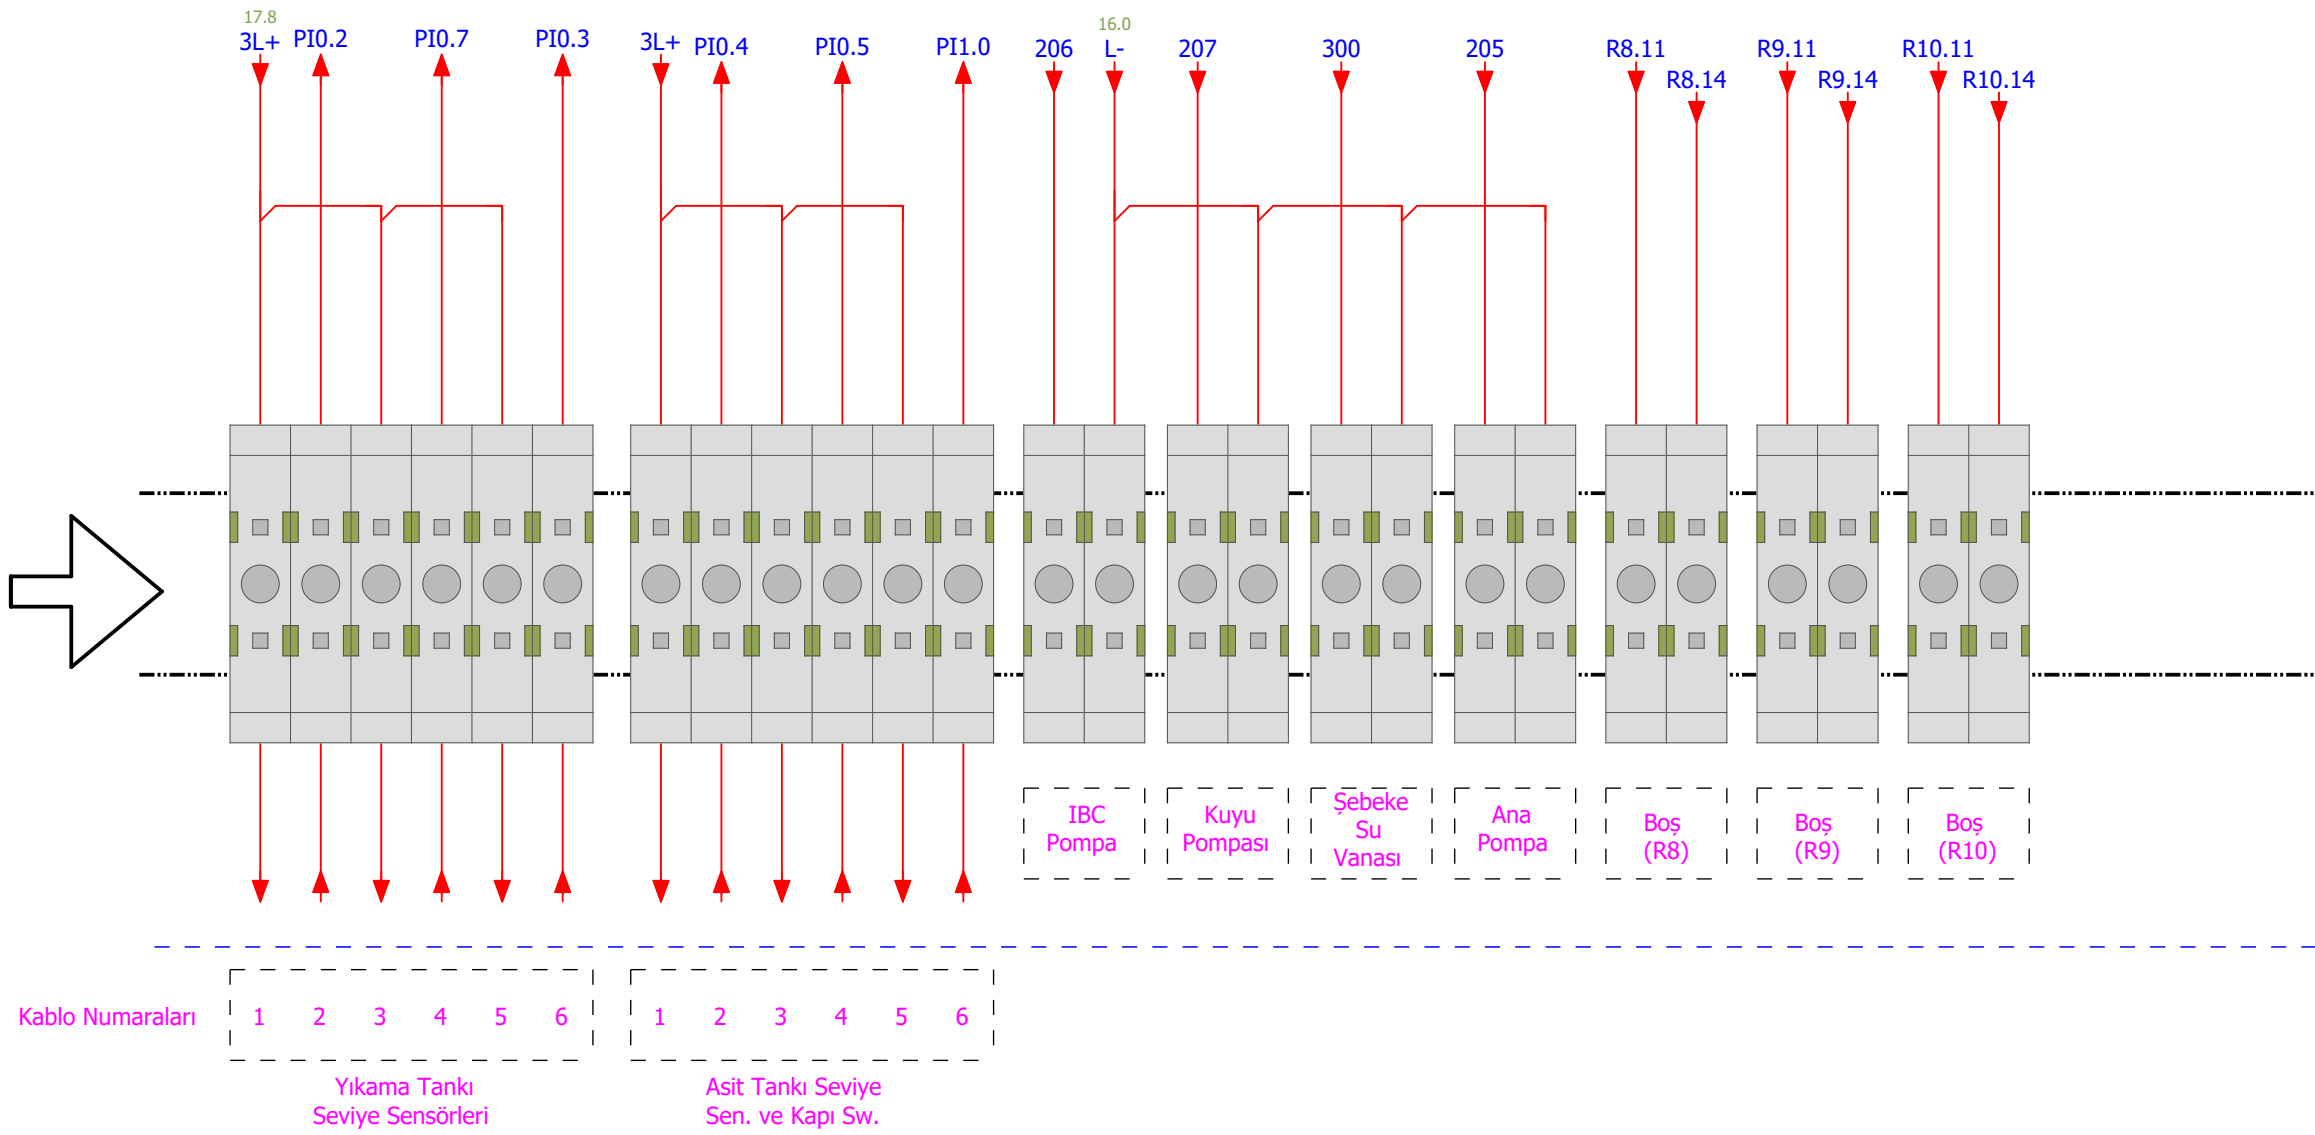 17.8
16.0
3L+ PI0.2 PI0.7 PI0.3 3L+ PI0.4 PI0.5 PI1.0 206 L- 207 300 205 R8.11 R9.11 R10.11
R8.14 R9.14 R10.14
IBC
Pompa
Kuyu
Pompası
Şebeke
Su
Vanası
Ana
Pompa
Boş
(R8)
Boş
(R9)
Boş
(R10)
Kablo Numaraları 1 2 3 4 5 6 1 2 3 4 5 6
Yıkama Tankı
Seviye Sensörleri
Asit Tankı Seviye
Sen. ve Kapı Sw.